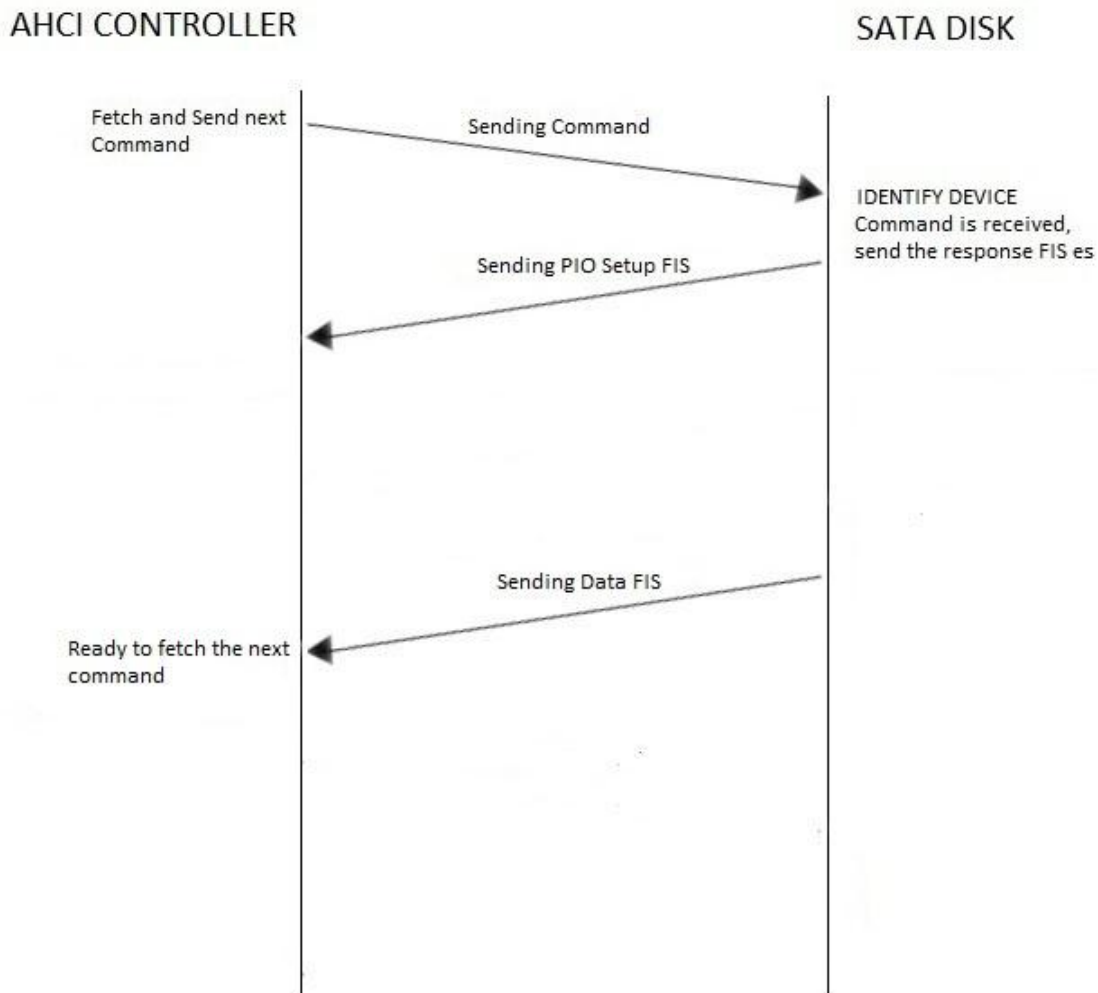 AHCI CONTROLLER
SATA DISK
Fetch and Send next
Command
Sending Command
IDENTIFY DEVICE
Command is received,
send the response FIS es
Sending PIO Setup FIS
Sending Data FIS
Ready to fetch the next
command